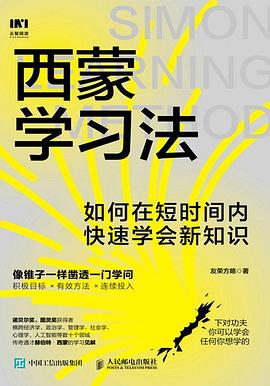 云智阅读
SIMON
LEARNING
METHOD
西蒙
学习法
如何在短时间内
快速学会新知识
友荣方略 著
像锥子一样凿透一门学问
积极目标 × 有效方法 × 连续投入
诺贝尔奖、图灵奖获得者
横跨经济学、政治学、管理学、社会学、
心理学、人工智能等数十个领域
传奇通才赫伯特·西蒙的学习见解
下对功夫
你可以学会
任何你想学的
中国工信出版集团
人民邮电出版社
POSTS & TELECOM PRESS